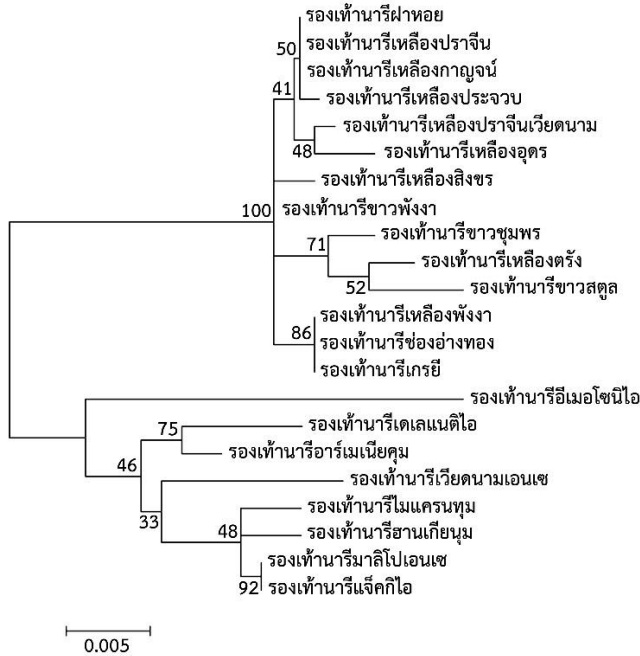 รองเท้านารีฝาหอย
50
รองเท้านารีเหลืองปราจีน
รองเท้านารีเหลืองกาญจน์
41
รองเท้านารีเหลืองประจวบ
รองเท้านารีเหลืองปราจีนเวียดนาม
48
รองเท้านารีเหลืองอุดร
รองเท้านารีเหลืองสิงขร
100
รองเท้านารีขาวพังงา
รองเท้านารีขาวชุมพร
71
รองเท้านารีเหลืองตรัง
52
รองเท้านารีขาวสตูล
รองเท้านารีเหลืองพังงา
86
รองเท้านารีช่องอ่างทอง
รองเท้านารีเกรยี
รองเท้านารีอีเมอโซนิไอ
75
รองเท้านารีเดเลแนติไอ
46
รองเท้านารีอาร์เมเนียคุม
รองเท้านารีเวียดนามเอนเซ
33
รองเท้านารีไมแครนทุม
48
รองเท้านารีฮานเกียนุม
รองเท้านารีมาลิโปเอนเซ
92
รองเท้านารีแจ็คกิไอ
0.005